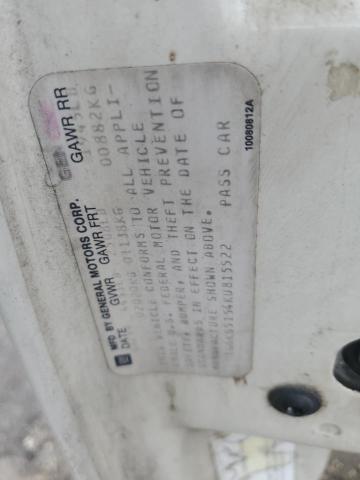 MFD BY GENERAL MOTORS CORP.
DATE GVWR GAWR FRT GAWR RR
01138KG 00882KG
THIS VEHICLE CONFORMS TO ALL APPLI-
CABLE U.S. FEDERAL MOTOR VEHICLE
SAFETY, BUMPER, AND THEFT PREVENTION
STANDARDS IN EFFECT ON THE DATE OF
MANUFACTURE SHOWN ABOVE.
PASS CAR
10080812A